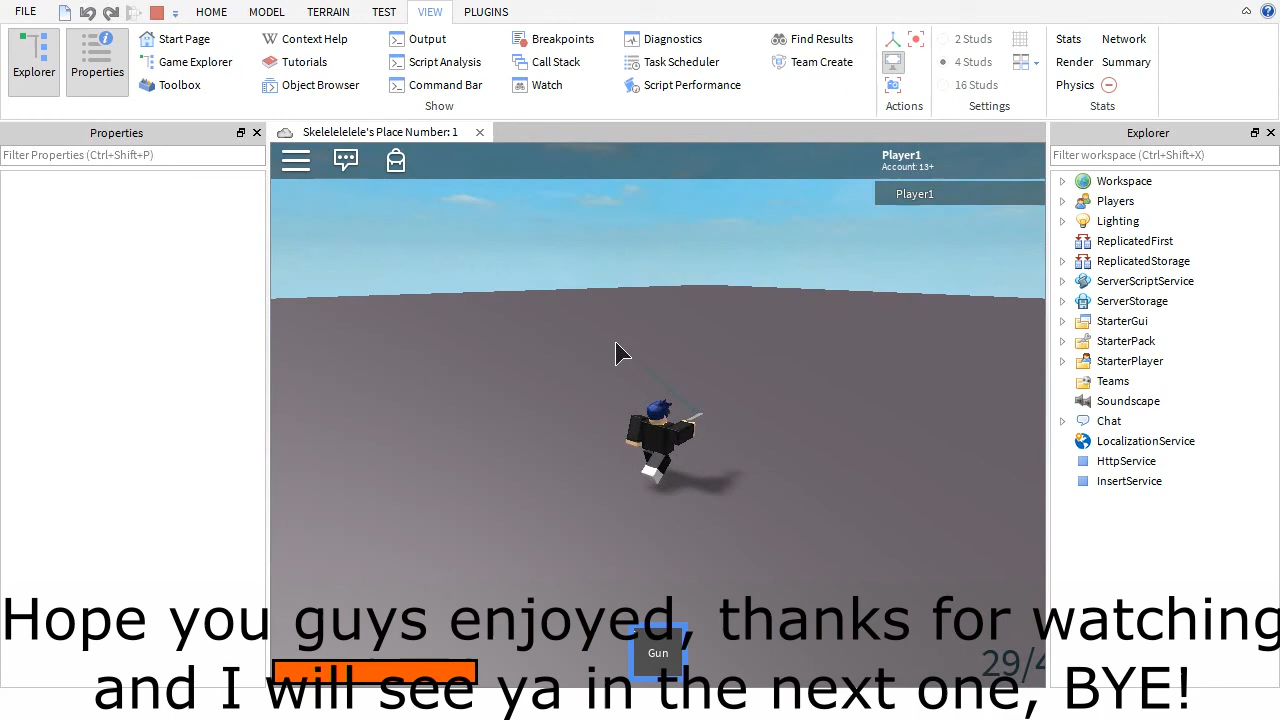 FILE HOME MODEL TERRAIN TEST VIEW PLUGINS
Explorer
Properties
Start Page
Game Explorer
Toolbox
Context Help
Object Browser
Output
Script Analysis
Command Bar
Breakpoints
Call Stack
Watch
Diagnostics
Task Scheduler
Script Performance
Find Results
Team Create
Show
Actions
2 Studs
4 Studs
16 Studs
Settings
Stats Network
Render Summary
Physics
Stats
Properties
Filter Properties (Ctrl+Shift+P)
Skelelelelele's Place Number: 1
Player1
Account: 13+
Player1
Explorer
Filter workspace (Ctrl+Shift+X)
Workspace
Players
Lighting
ReplicatedFirst
ReplicatedStorage
ServerScriptService
ServerStorage
StarterGui
StarterPack
StarterPlayer
Teams
Soundscape
Chat
LocalizationService
HttpService
InsertService
Hope you guys enjoyed, thanks for watching
and I will see ya in the next one, BYE!
Gun